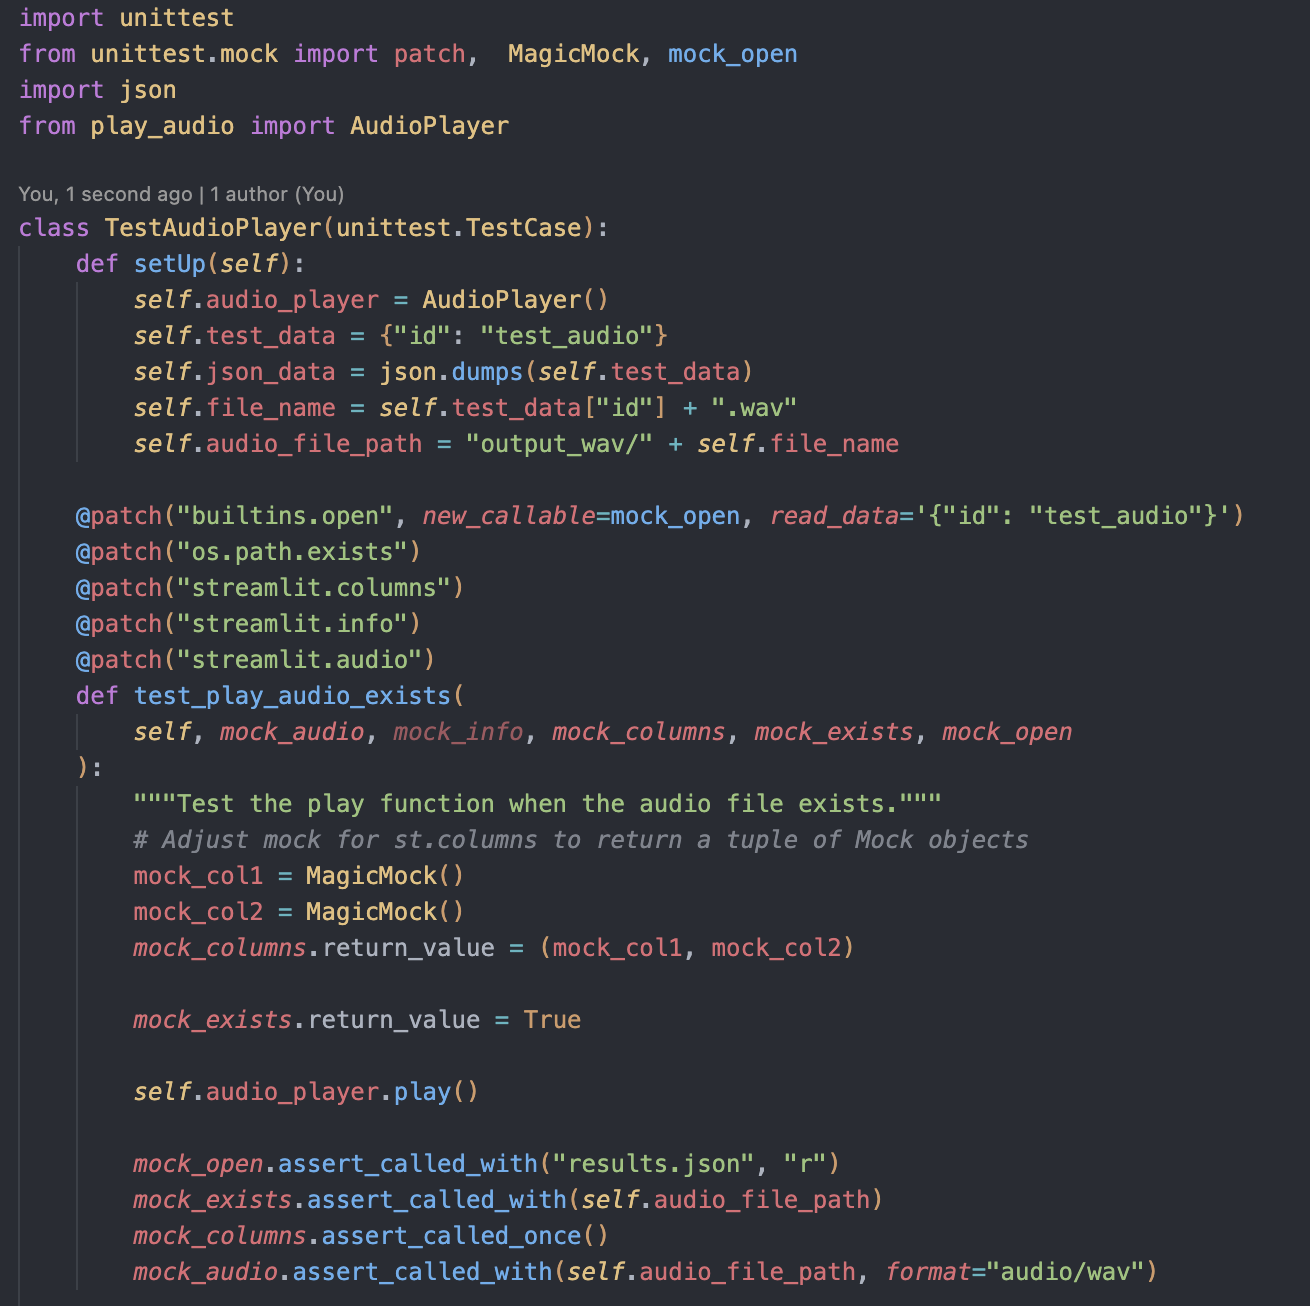 import unittest
from unittest.mock import patch,  MagicMock, mock_open
import json
from play_audio import AudioPlayer

You, 1 second ago | 1 author (You)
class TestAudioPlayer(unittest.TestCase):
    def setUp(self):
        self.audio_player = AudioPlayer()
        self.test_data = {"id": "test_audio"}
        self.json_data = json.dumps(self.test_data)
        self.file_name = self.test_data["id"] + ".wav"
        self.audio_file_path = "output_wav/" + self.file_name

    @patch("builtins.open", new_callable=mock_open, read_data='{"id": "test_audio"}')
    @patch("os.path.exists")
    @patch("streamlit.columns")
    @patch("streamlit.info")
    @patch("streamlit.audio")
    def test_play_audio_exists(
        self, mock_audio, mock_info, mock_columns, mock_exists, mock_open
    ):
        """Test the play function when the audio file exists."""
        # Adjust mock for st.columns to return a tuple of Mock objects
        mock_col1 = MagicMock()
        mock_col2 = MagicMock()
        mock_columns.return_value = (mock_col1, mock_col2)

        mock_exists.return_value = True

        self.audio_player.play()

        mock_open.assert_called_with("results.json", "r")
        mock_exists.assert_called_with(self.audio_file_path)
        mock_columns.assert_called_once()
        mock_audio.assert_called_with(self.audio_file_path, format="audio/wav")